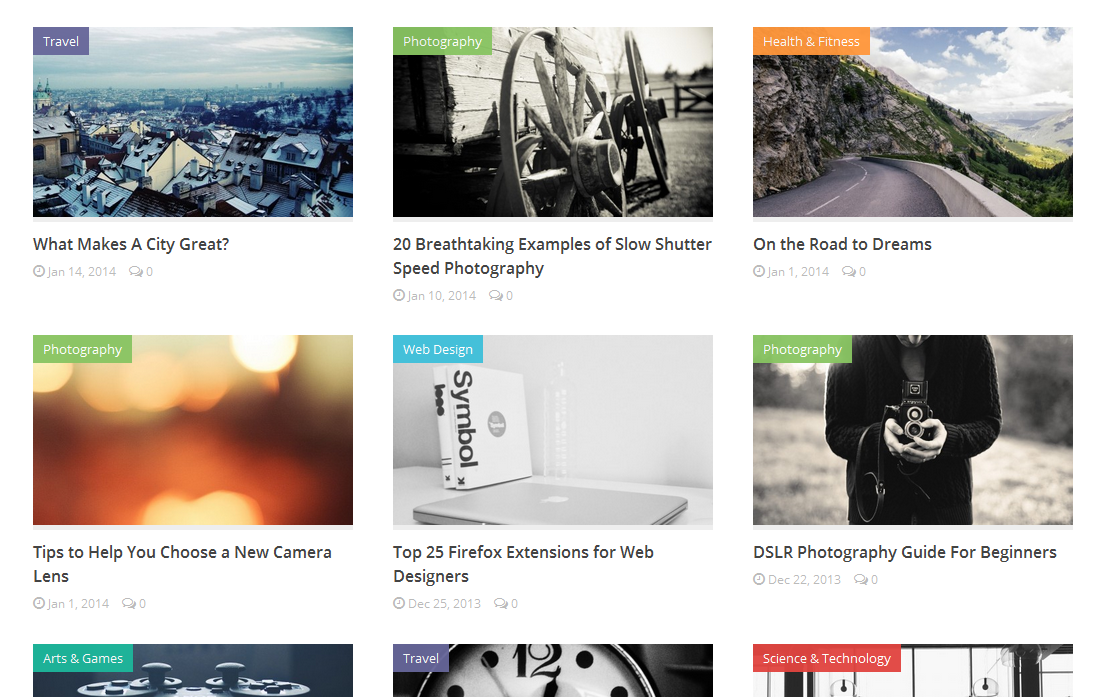 Travel
Photography
Health & Fitness
What Makes A City Great?
Jan 14, 2014 0
20 Breathtaking Examples of Slow Shutter
Speed Photography
Jan 10, 2014 0
On the Road to Dreams
Jan 1, 2014 0
Photography
Web Design
Photography
Symbol
logo
Tips to Help You Choose a New Camera
Lens
Jan 1, 2014 0
Top 25 Firefox Extensions for Web
Designers
Dec 25, 2013 0
DSLR Photography Guide For Beginners
Dec 22, 2013 0
Arts & Games
Travel
Science & Technology
12